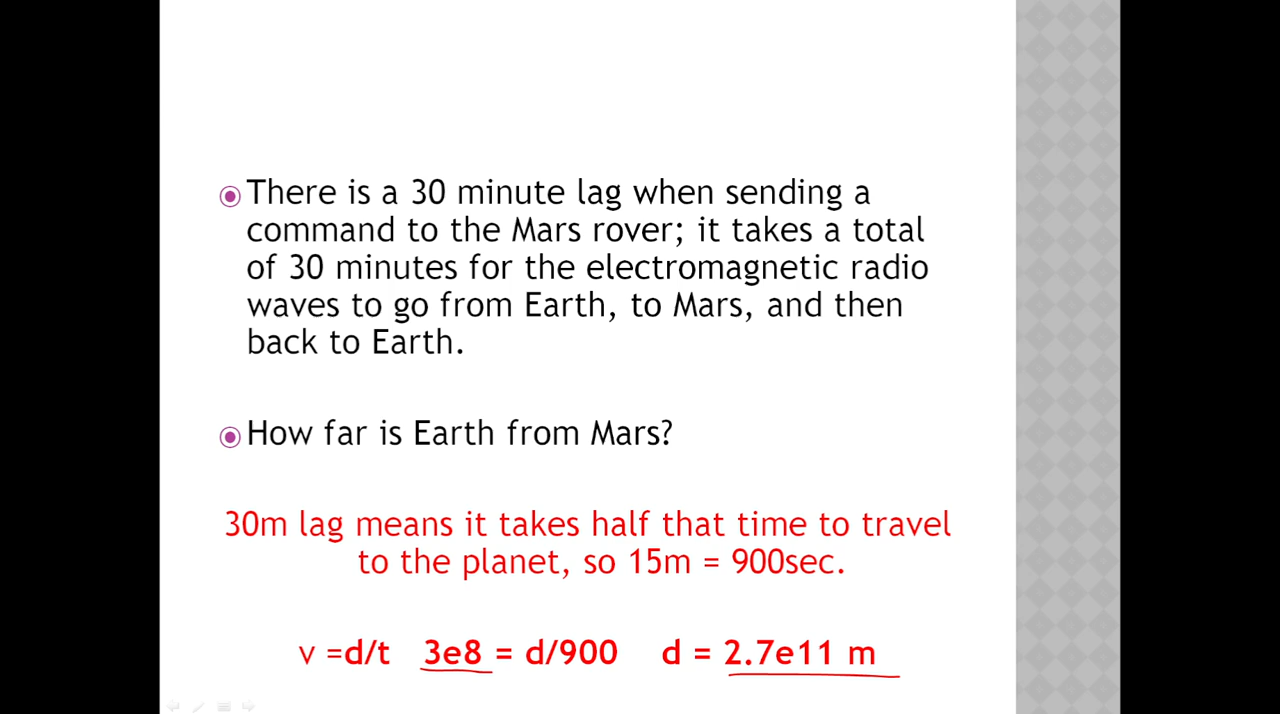 There is a 30 minute lag when sending a
command to the Mars rover; it takes a total
of 30 minutes for the electromagnetic radio
waves to go from Earth, to Mars, and then
back to Earth.
How far is Earth from Mars?
30m lag means it takes half that time to travel
to the planet, so 15m = 900sec.
v =d/t 3e8 = d/900 d = 2.7e11 m